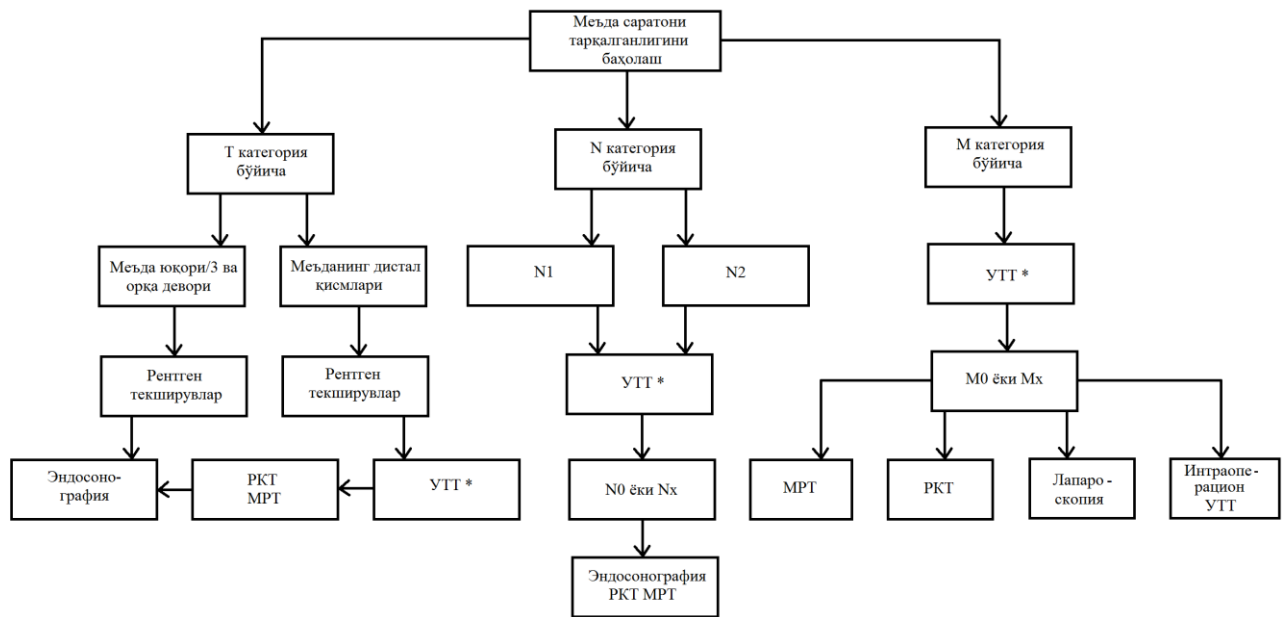 Меъда саратони
тарқалганлигини
баҳолаш
Т категория
бўйича
N категория
бўйича
М категория
бўйича
Меъда юқори/3 ва
орқа девори
Меъданинг дистал
қисмлари
N1
N2
УТТ *
Рентген
текширувлар
Рентген
текширувлар
УТТ *
М0 ёки Мх
Эндосоно-
графия
РКТ
МРТ
УТТ *
N0 ёки Nx
МРТ
РКТ
Лапаро -
скопия
Интраопе-
рацион
УТТ
Эндосонография
РКТ МРТ